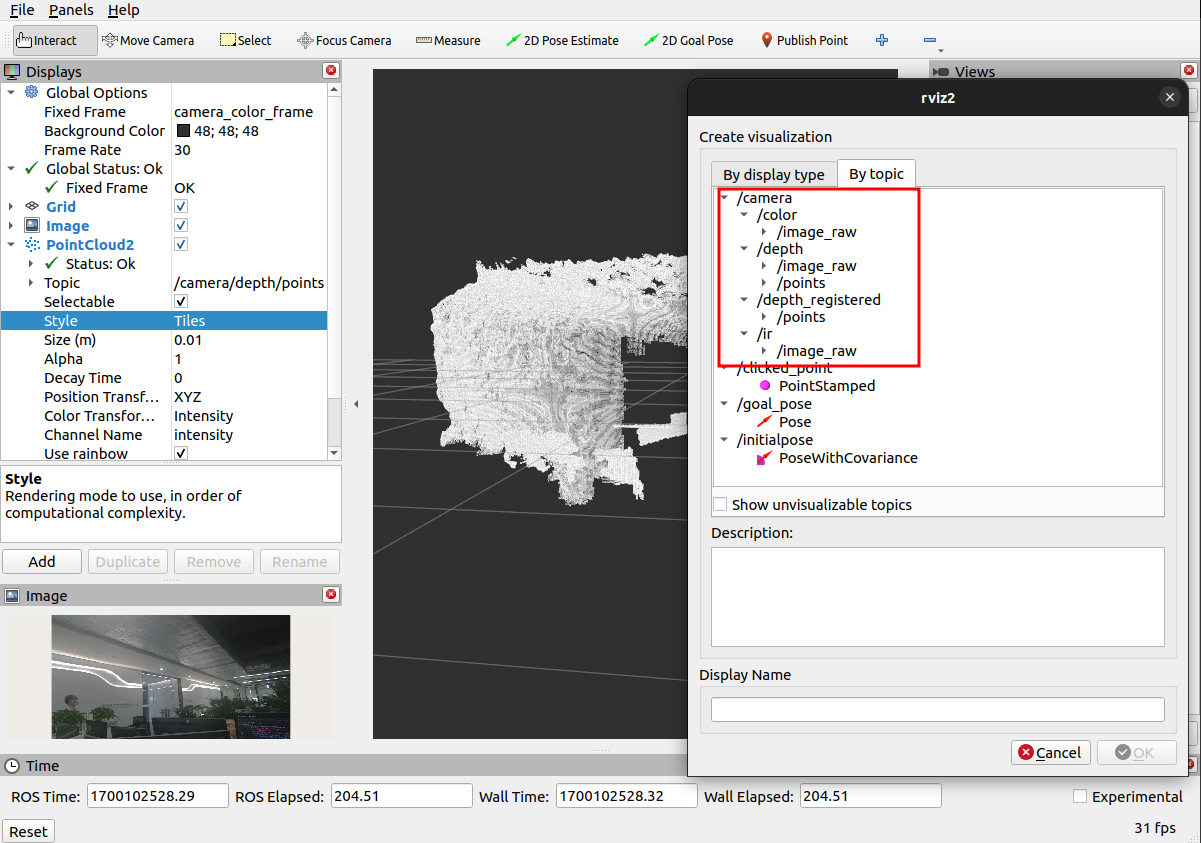 File Panels Help
Interact Move Camera Select Focus Camera Measure 2D Pose Estimate 2D Goal Pose Publish Point
Displays
Global Options
Fixed Frame camera_color_frame
Background Color 48; 48; 48
Frame Rate 30
Global Status: Ok
Fixed Frame OK
Grid
Image
PointCloud2
Status: Ok
Topic /camera/depth/points
Selectable
Style Tiles
Size (m) 0.01
Alpha 1
Decay Time 0
Position Transf... XYZ
Color Transfor... Intensity
Channel Name intensity
Use rainbow
Style
Rendering mode to use, in order of
computational complexity.
Add Duplicate Remove Rename
Image
Views
rviz2
Create visualization
By display type By topic
/camera
/color
/image_raw
/depth
/image_raw
/points
/depth_registered
/points
/ir
/image_raw
/clicked_point
PointStamped
/goal_pose
Pose
/initialpose
PoseWithCovariance
Show unvisualizable topics
Description:
Display Name
Cancel OK
Time
ROS Time: 1700102528.29 ROS Elapsed: 204.51 Wall Time: 1700102528.32 Wall Elapsed: 204.51 Experimental
Reset 31 fps